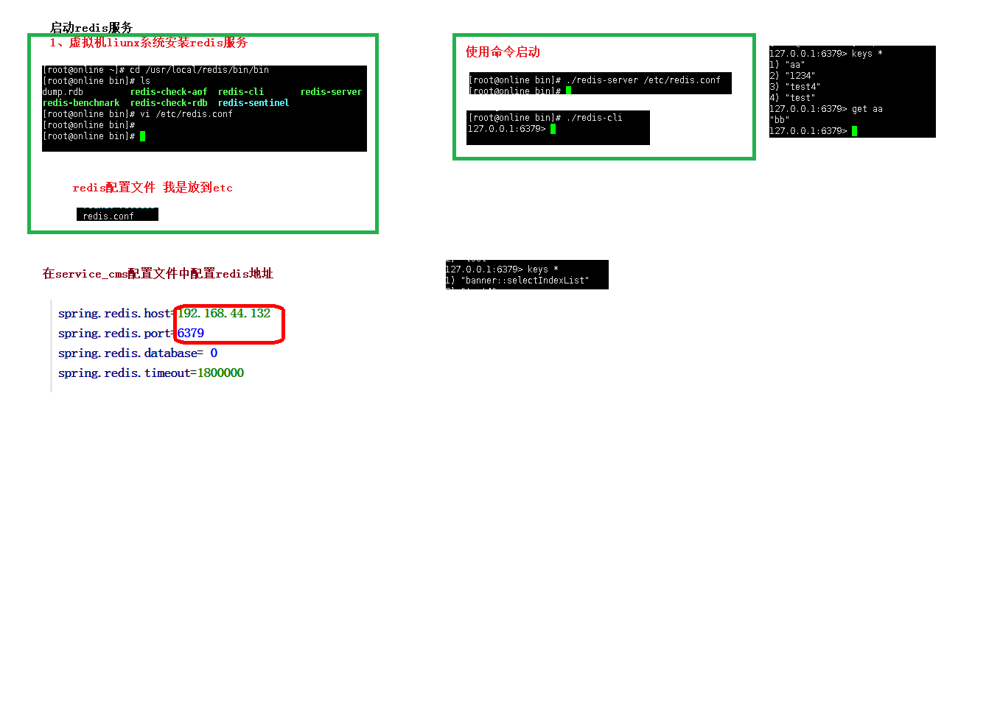 启动redis服务
1、虚拟机liunx系统安装redis服务
[root@online ~]# cd /usr/local/redis/bin/bin
[root@online bin]# ls
dump.rdb redis-check-aof redis-cli redis-server
redis-benchmark redis-check-rdb redis-sentinel
[root@online bin]# vi /etc/redis.conf
[root@online bin]#
[root@online bin]#
redis配置文件 我是放到etc
redis.conf
使用命令启动
[root@online bin]# ./redis-server /etc/redis.conf
[root@online bin]#
[root@online bin]# ./redis-cli
127.0.0.1:6379>
127.0.0.1:6379> keys *
1) "aa"
2) "1234"
3) "test4"
4) "test"
127.0.0.1:6379> get aa
"bb"
127.0.0.1:6379>
在service_cms配置文件中配置redis地址
spring.redis.host=192.168.44.132
spring.redis.port=6379
spring.redis.database= 0
spring.redis.timeout=1800000
127.0.0.1:6379> keys *
1) "banner::selectIndexList"